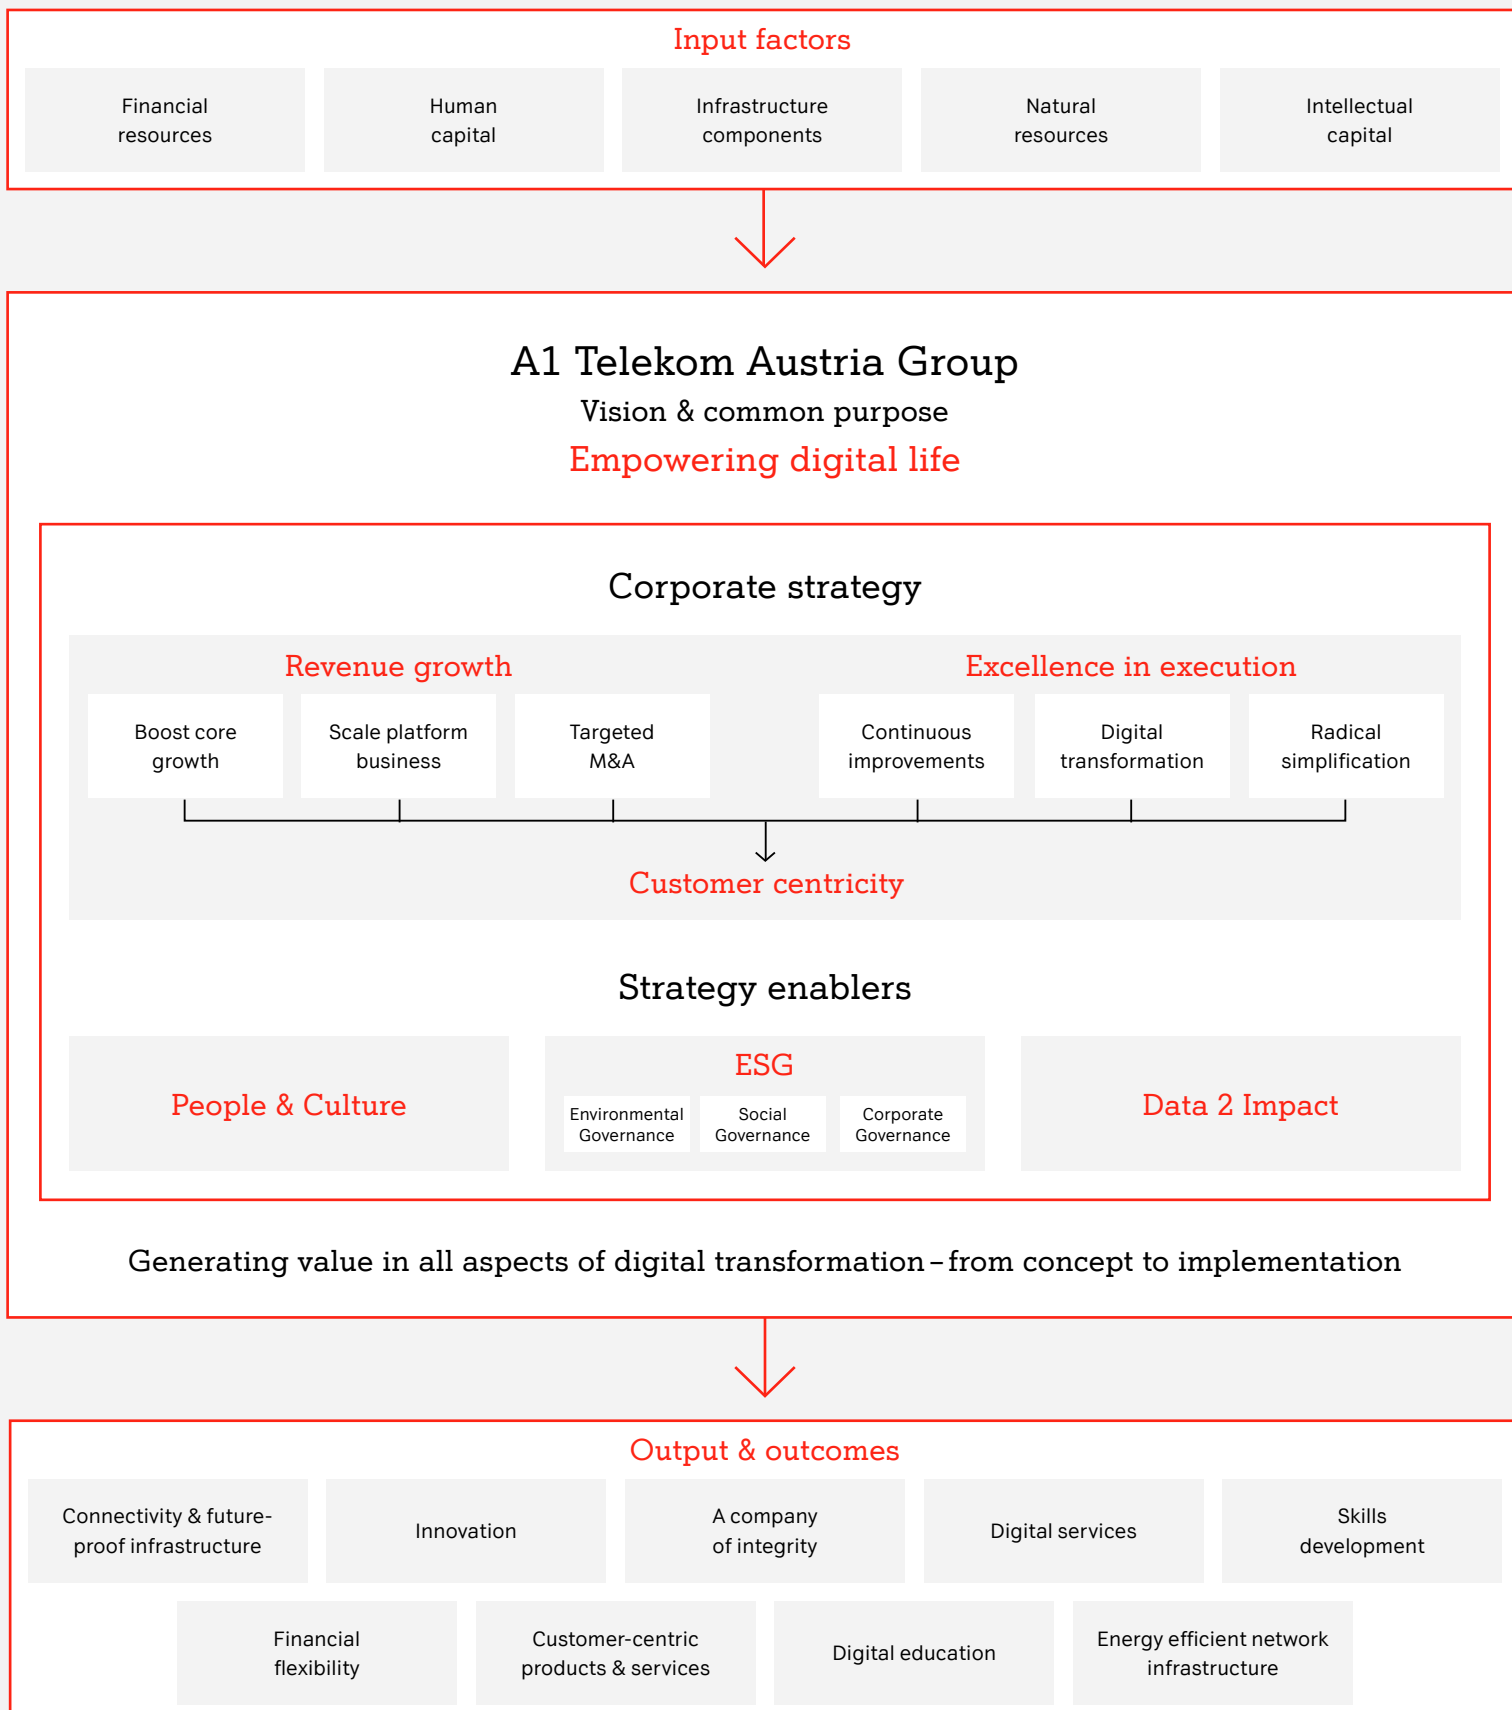 Input factors
Financial
resources
Human
capital
Infrastructure
components
Natural
resources
Intellectual
capital
A1 Telekom Austria Group
Vision & common purpose
Empowering digital life
Corporate strategy
Revenue growth
Boost core
growth
Scale platform
business
Targeted
M&A
Excellence in execution
Continuous
improvements
Digital
transformation
Radical
simplification
Customer centricity
Strategy enablers
People & Culture
ESG
Environmental
Governance
Social
Governance
Corporate
Governance
Data 2 Impact
Generating value in all aspects of digital transformation – from concept to implementation
Output & outcomes
Connectivity & future-
proof infrastructure
Innovation
A company
of integrity
Digital services
Skills
development
Financial
flexibility
Customer-centric
products & services
Digital education
Energy efficient network
infrastructure